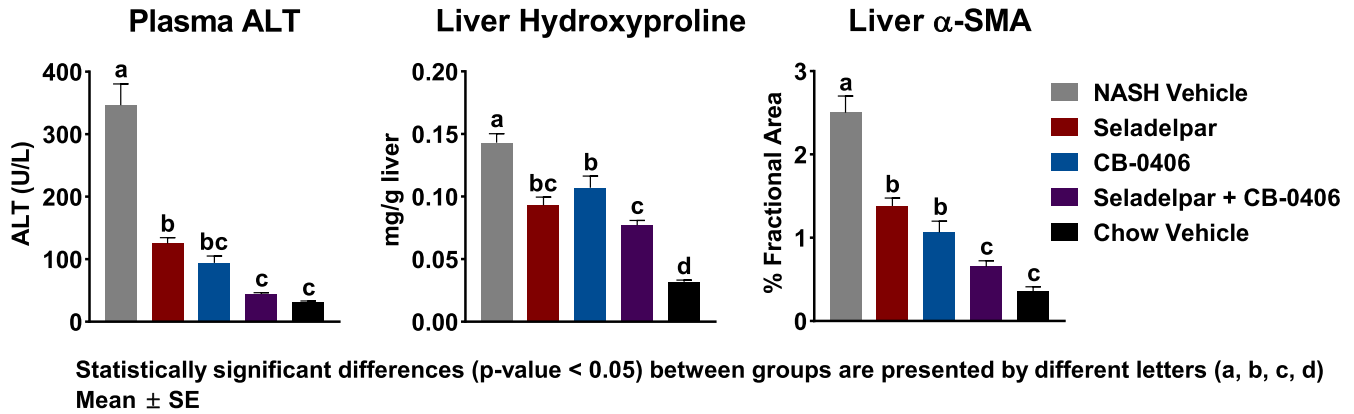 Plasma ALT
ALT (U/L)
400
300
200
100
0
a
b
bc
c
c
Liver Hydroxyproline
mg/g liver
0.20
0.15
0.10
0.05
0.00
a
bc
b
c
d
Liver α-SMA
% Fractional Area
3
2
1
0
a
b
b
c
c
NASH Vehicle
Seladelpar
CB-0406
Seladelpar + CB-0406
Chow Vehicle
Statistically significant differences (p-value < 0.05) between groups are presented by different letters (a, b, c, d)
Mean ± SE